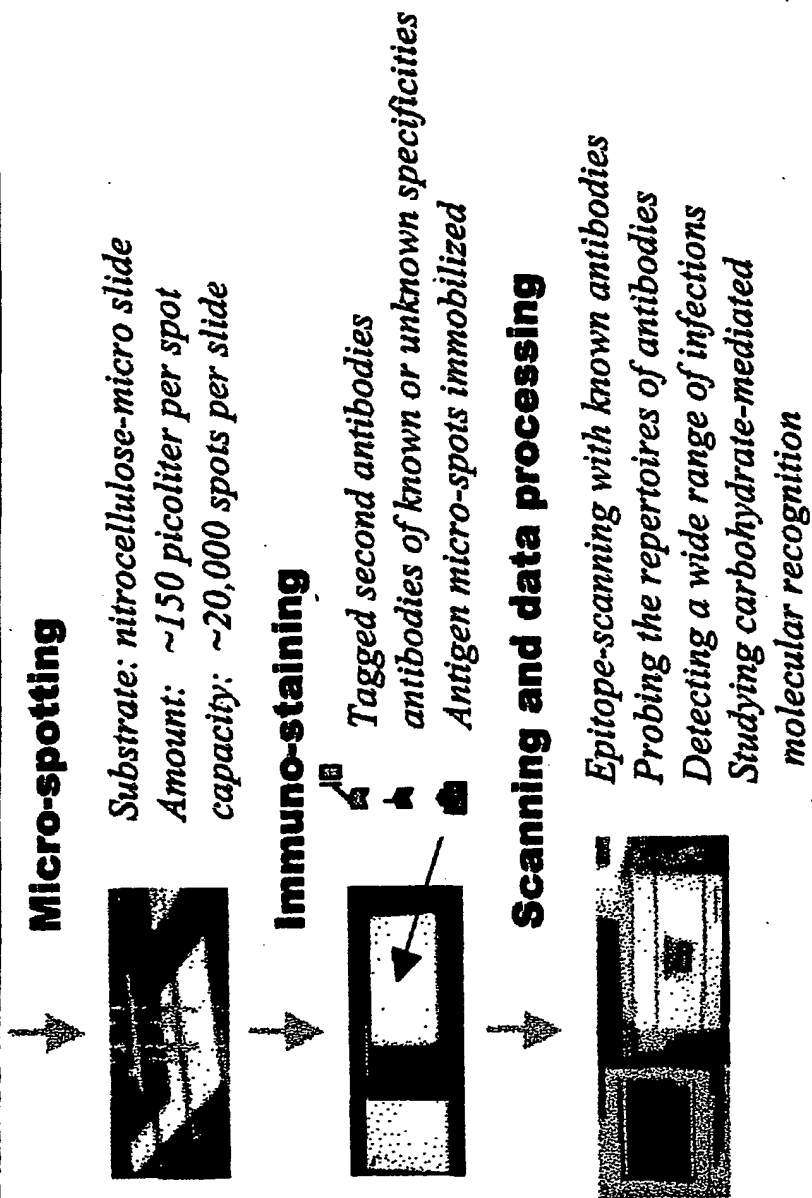 Micro-spotting
Substrate: nitrocellulose-micro slide
Amount: ~150 picoliter per spot
capacity: ~20,000 spots per slide
Immuno-staining
Tagged second antibodies
antibodies of known or unknown specificities
Antigen micro-spots immobilized
Scanning and data processing
Epitope-scanning with known antibodies
Probing the repertoires of antibodies
Detecting a wide range of infections
Studying carbohydrate-mediated
molecular recognition